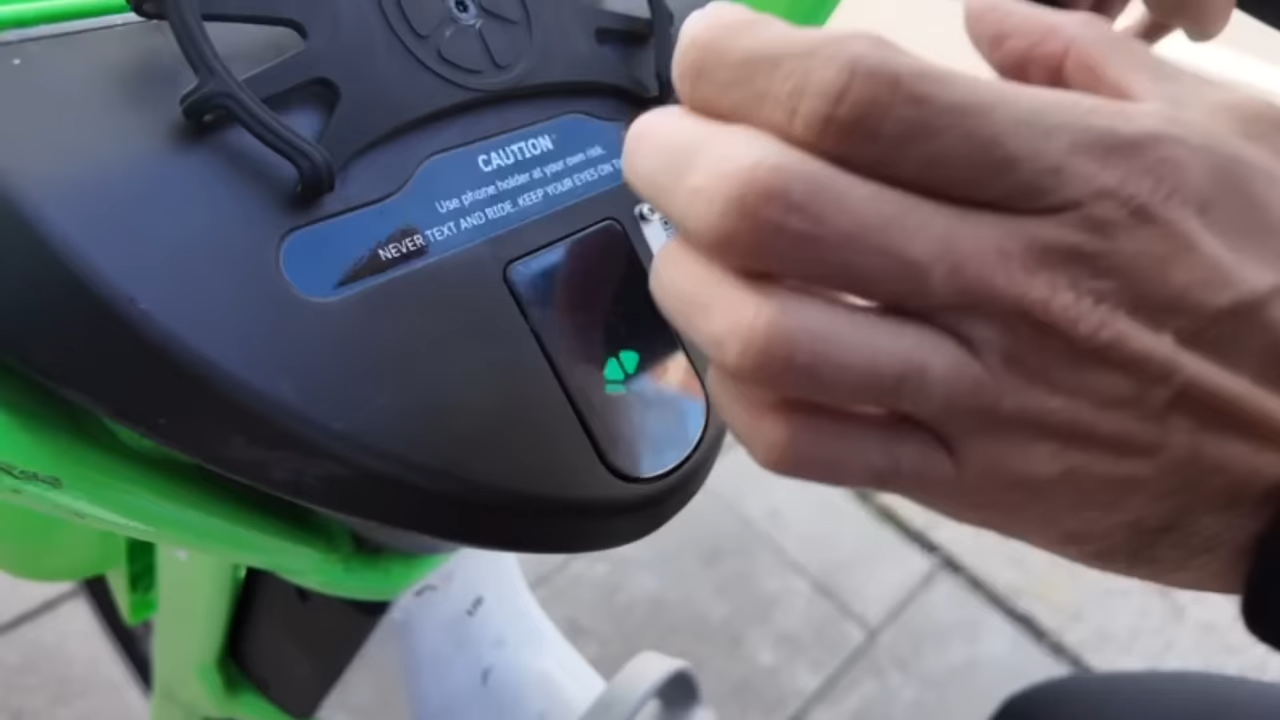 CAUTION
Use phone holder at your own risk.
NEVER TEXT AND RIDE. KEEP YOUR EYES ON